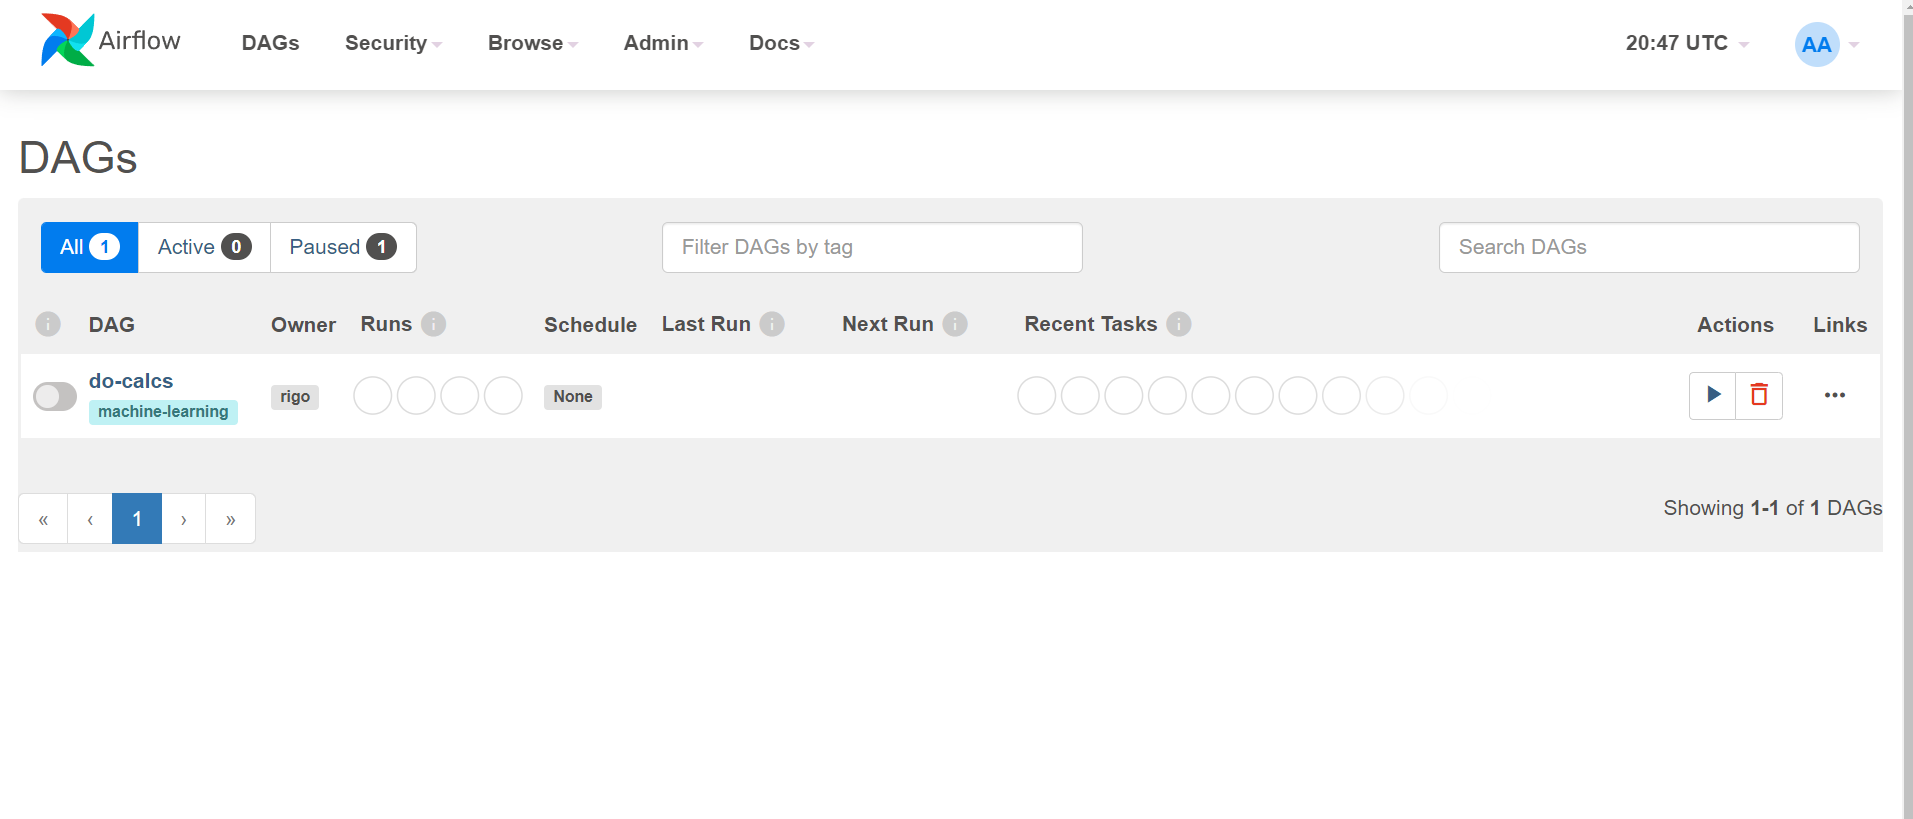 Airflow DAGs Security Browse Admin Docs 20:47 UTC AA
DAGs
All 1 Active 0 Paused 1 Filter DAGs by tag Search DAGs
i DAG Owner Runs i Schedule Last Run i Next Run i Recent Tasks i Actions Links
do-calcs
machine-learning rigo None
« ‹ 1 › » Showing 1-1 of 1 DAGs